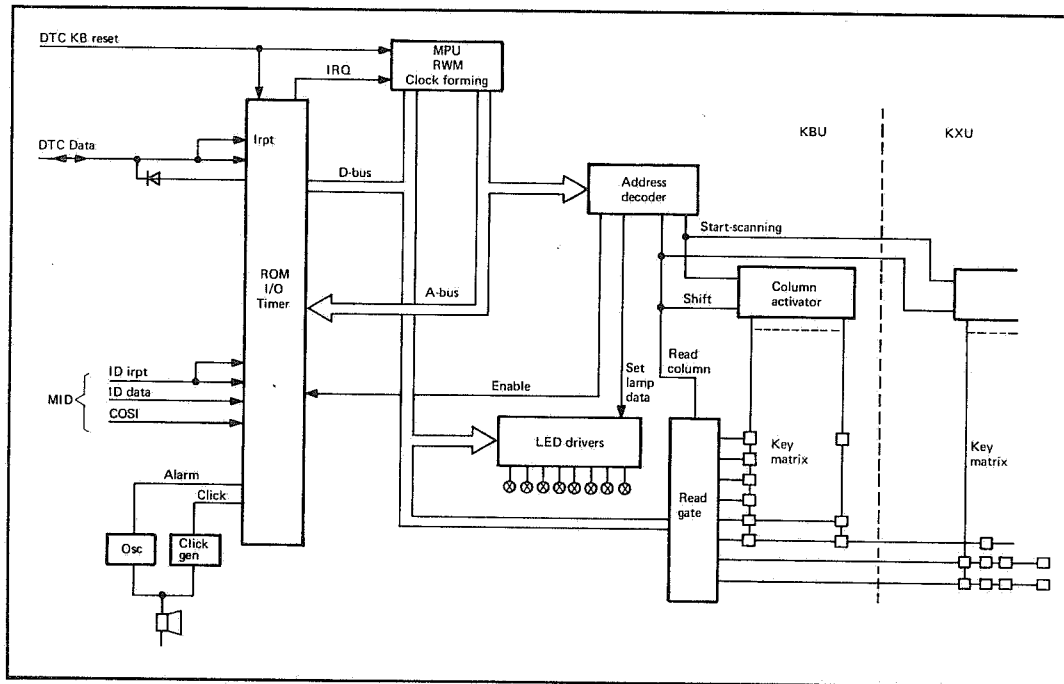 DTC KB reset
MPU
RWM
Clock forming
IRQ
KBU
KXU
Irpt
DTC Data
D-bus
Address
decoder
Start-scanning
ROM
I/O
Timer
A-bus
Column
activator
Shift
Read
column
Set
lamp
data
Enable
MID
ID irpt
ID data
COSI
LED drivers
Key
matrix
Key
matrix
Read
gate
Alarm
Click
Osc
Click
gen